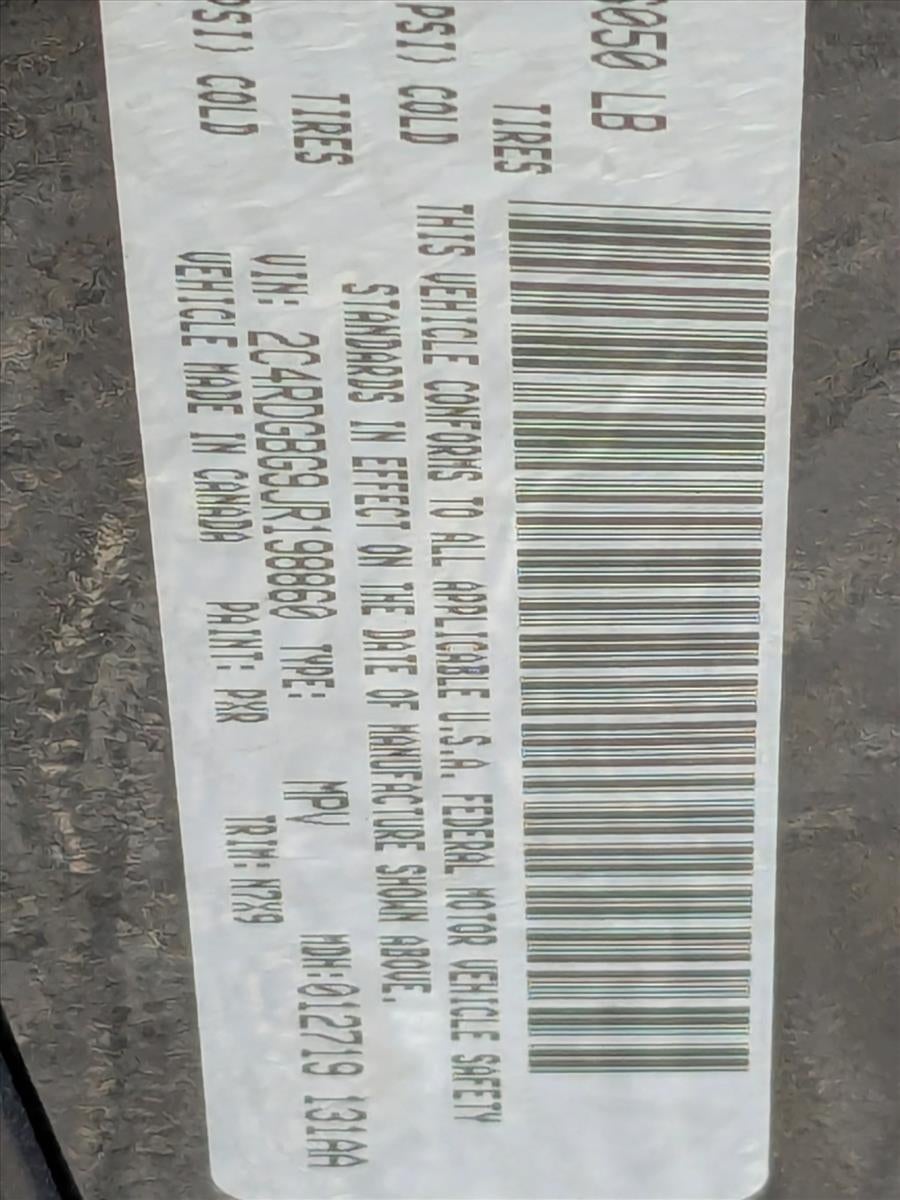 050 LB
TIRES
PSI) COLD
TIRES
PSI) COLD
THIS VEHICLE CONFORMS TO ALL APPLICABLE U.S.A. FEDERAL MOTOR VEHICLE SAFETY
STANDARDS IN EFFECT ON THE DATE OF MANUFACTURE SHOWN ABOVE.
VIN: 2C4RDGBG9JR198860 TYPE: MPV MDH:012719 131AA
VEHICLE MADE IN CANADA PAINT: PXR TRIM: N7X9